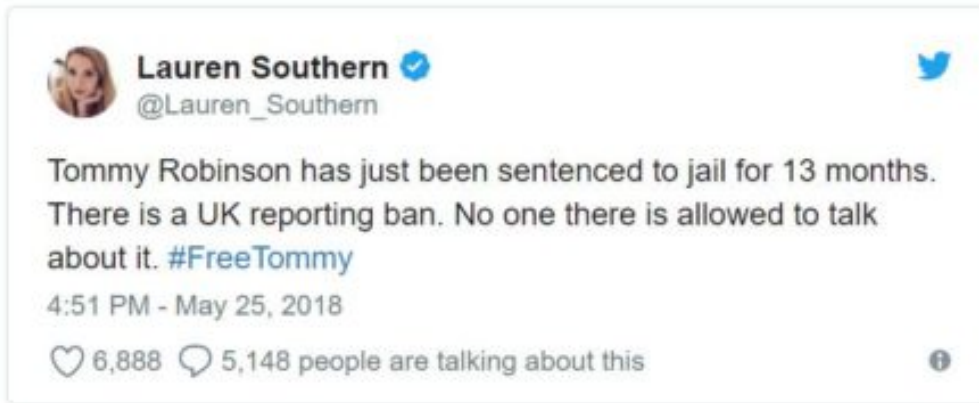 Lauren Southern
@Lauren_Southern
Tommy Robinson has just been sentenced to jail for 13 months.
There is a UK reporting ban. No one there is allowed to talk
about it. #FreeTommy
4:51 PM - May 25, 2018
6,888 5,148 people are talking about this